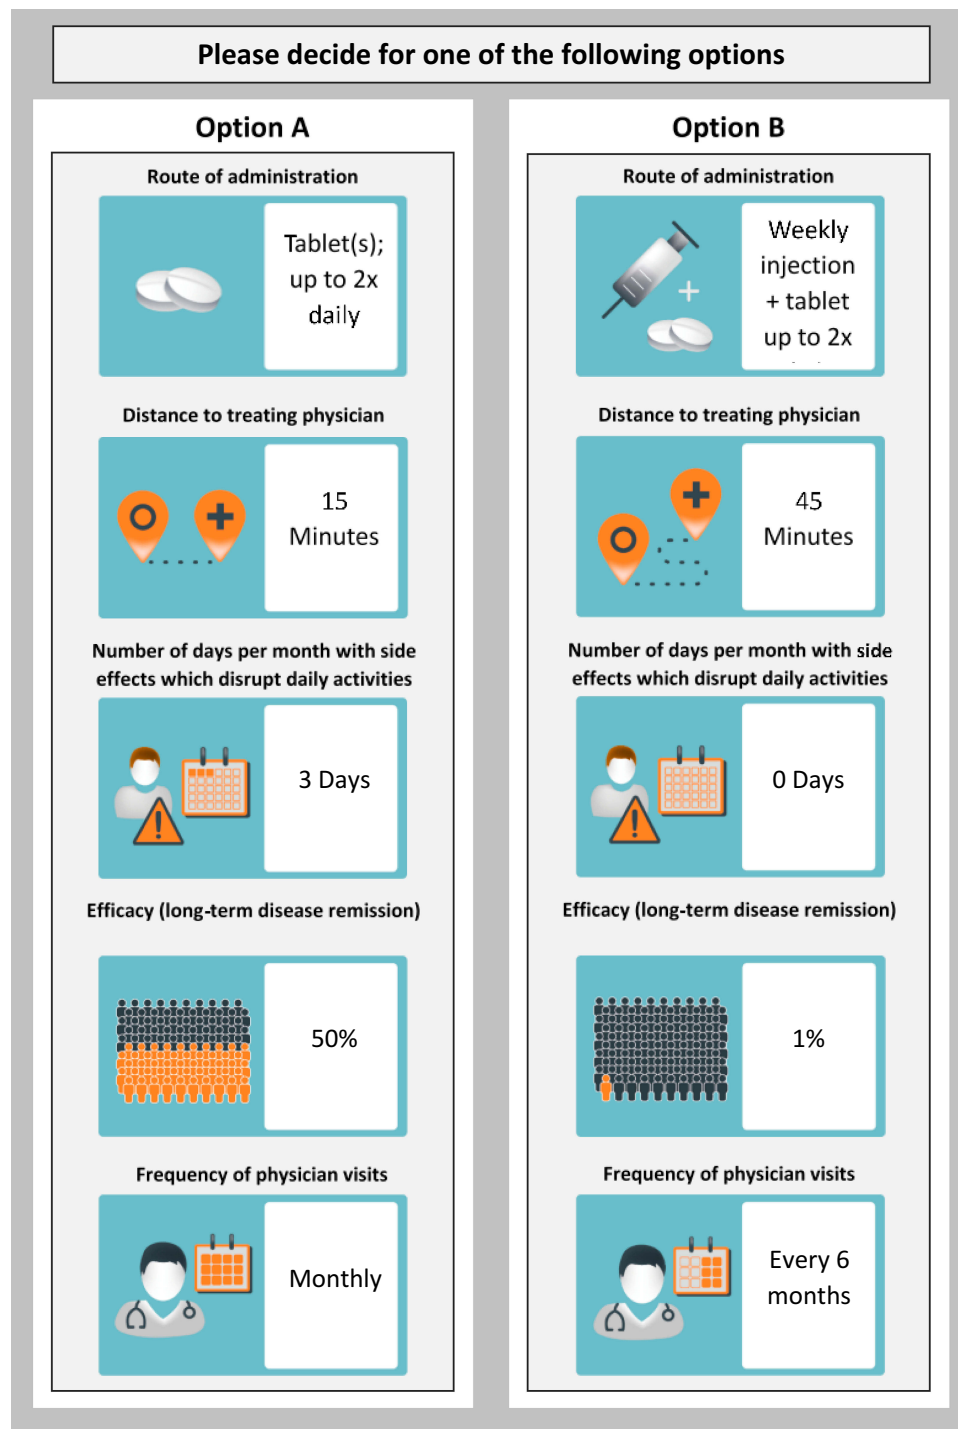 Please decide for one of the following options
Option A
Route of administration
Tablet(s);
up to 2x
daily
Distance to treating physician
15
Minutes
Number of days per month with side
effects which disrupt daily activities
3 Days
Efficacy (long-term disease remission)
50%
Frequency of physician visits
Monthly
Option B
Route of administration
Weekly
injection
+ tablet
up to 2x
Distance to treating physician
45
Minutes
Number of days per month with side
effects which disrupt daily activities
0 Days
Efficacy (long-term disease remission)
1%
Frequency of physician visits
Every 6
months